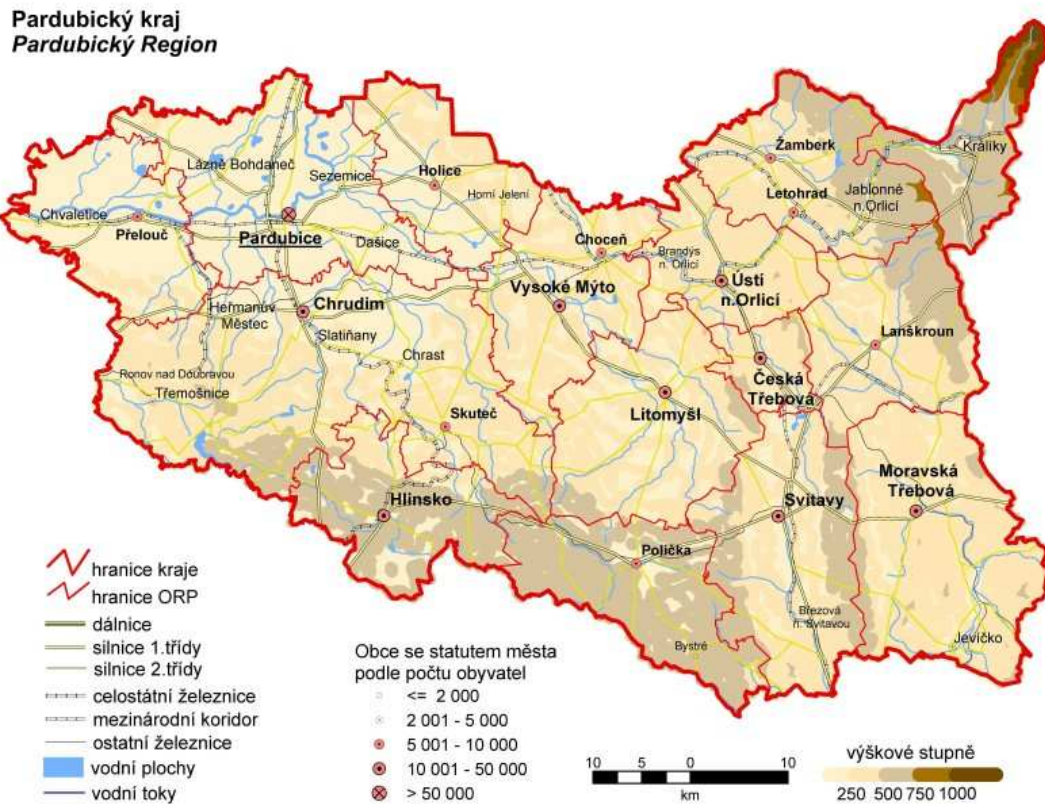 Pardubický kraj
Pardubický Region
Králíky
Žamberk
Lázně Bohdaneč
Sezemice
Holice
Horní Jelení
Letohrad
Jablonné
n.Orlicí
Chvaletice
Přelouč
Pardubice
Dašice
Choceň
Brandýs
n. Orlicí
Ústí
n.Orlicí
Vysoké Mýto
Heřmanův
Městec
Chrudim
Slatiňany
Lanškroun
Chrast
Ronov nad Doubravou
Třemošnice
Česká
Třebová
Litomyšl
Skuteč
Moravská
Třebová
Hlinsko
Svitavy
Polička
Březová
n. Svitavou
Bystré
Jevíčko
hranice kraje
hranice ORP
dálnice
silnice 1.třídy
silnice 2.třídy
celostátní železnice
mezinárodní koridor
ostatní železnice
vodní plochy
vodní toky
Obce se statutem města
podle počtu obyvatel
<= 2 000
2 001 - 5 000
5 001 - 10 000
10 001 - 50 000
> 50 000
10 5 0 10
km
výškové stupně
250 500 750 1000